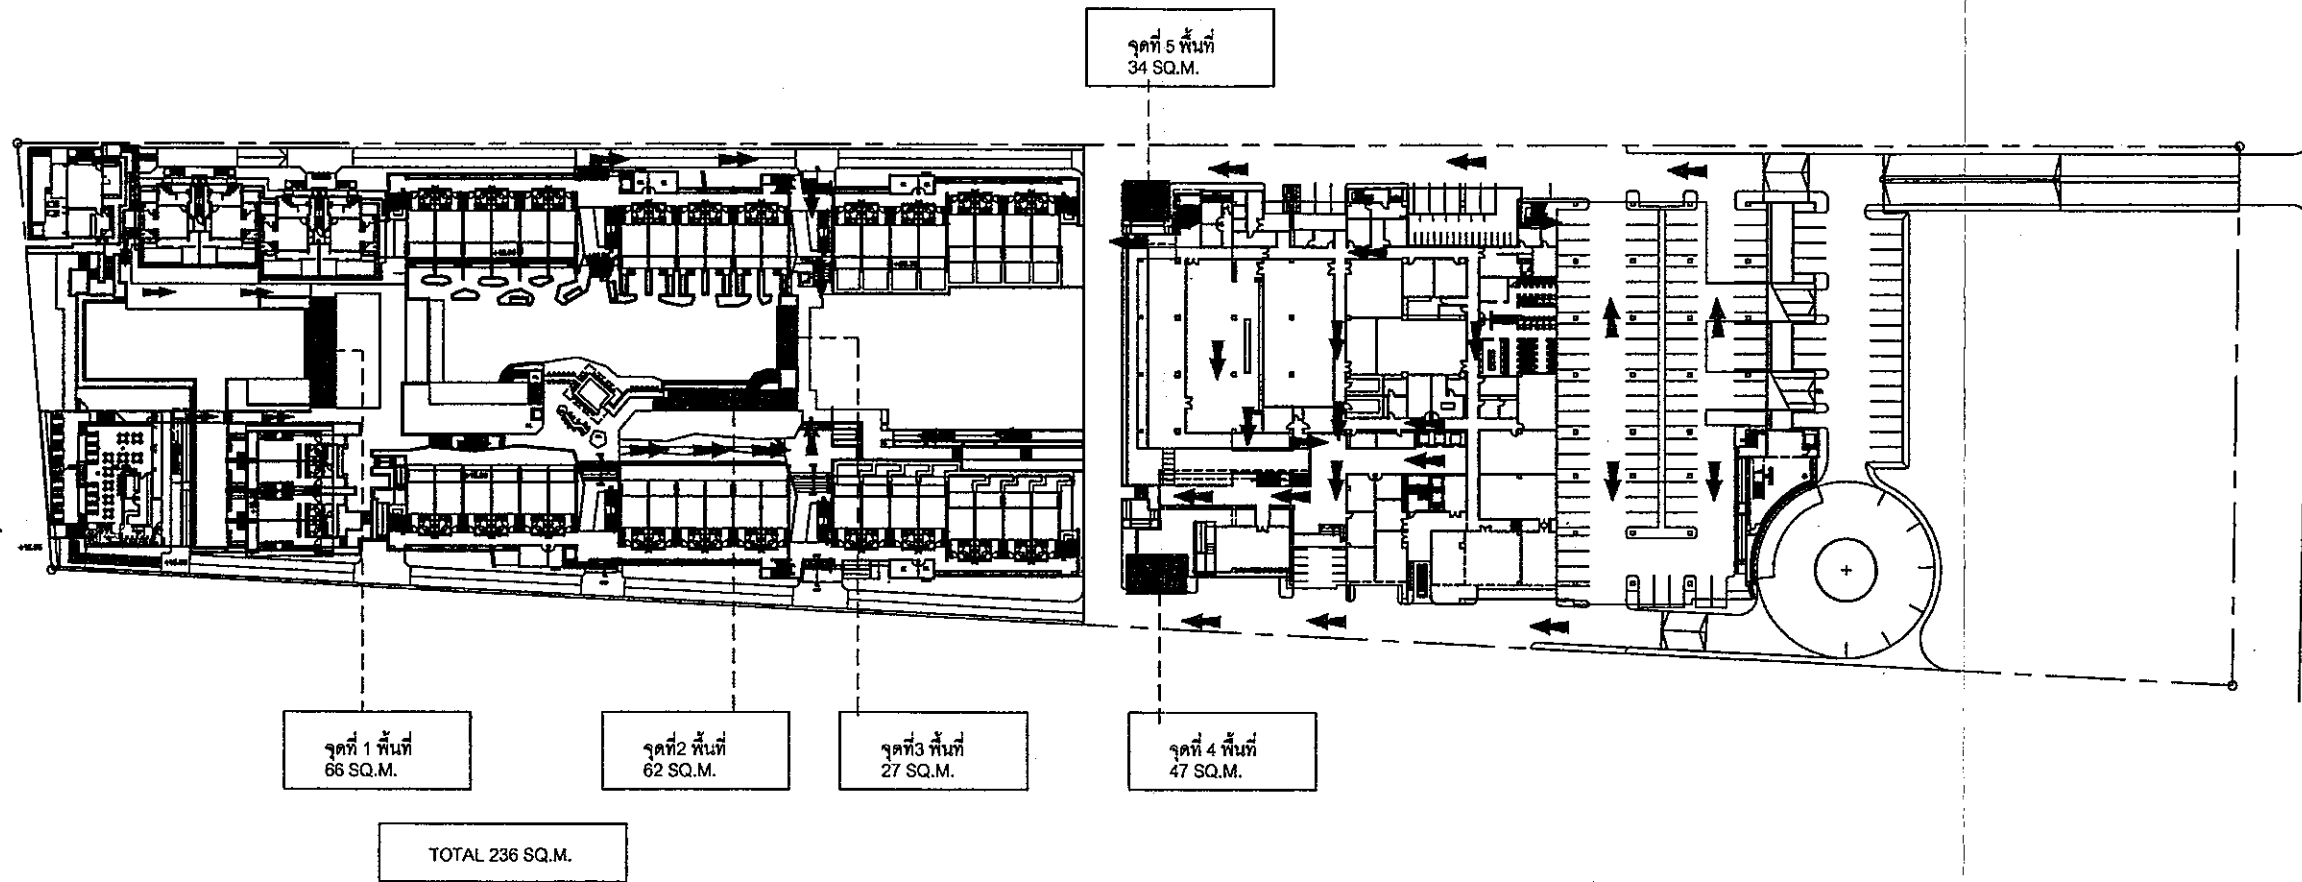 จุดที่ 5 พื้นที่
34 SQ.M.
จุดที่ 1 พื้นที่
66 SQ.M.
จุดที่2 พื้นที่
62 SQ.M.
จุดที่3 พื้นที่
27 SQ.M.
จุดที่ 4 พื้นที่
47 SQ.M.
TOTAL 236 SQ.M.